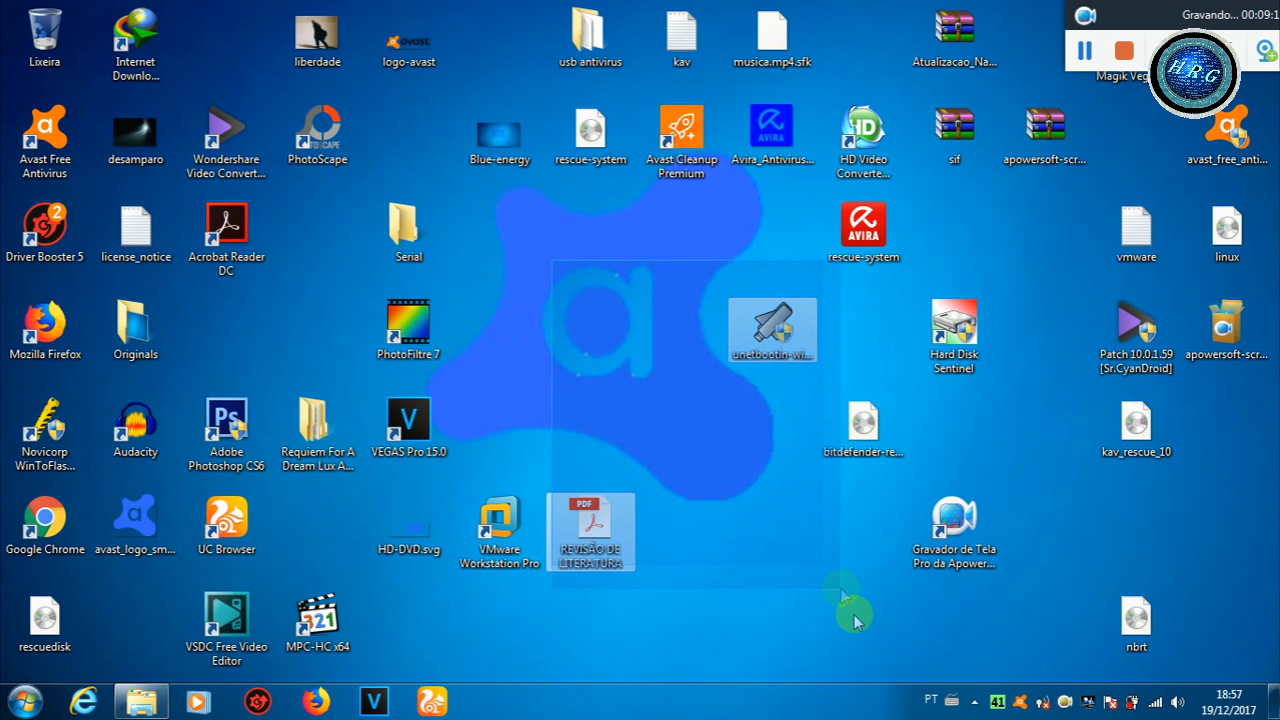 Gravando... 00:09:1
H.R.G
Lixeira
Internet
Downlo...
liberdade
logo-avast
usb antivirus
kav
musica.mp4.sfk
Atualizacao_Na...
Magik Veg
Avast Free
Antivirus
desamparo
Wondershare
Video Convert...
PhotoScape
Blue-energy
rescue-system
Avast Cleanup
Premium
Avira_Antivirus...
HD Video
Converte...
sif
apowersoft-scr...
avast_free_anti...
Driver Booster 5
license_notice
Acrobat Reader
DC
Serial
rescue-system
vmware
linux
Mozilla Firefox
Originals
PhotoFiltre 7
unetbootin-wi...
Hard Disk
Sentinel
Patch 10.0.1.59
[Sr.CyanDroid]
apowersoft-scr...
Novicorp
WinToFlas...
Audacity
Adobe
Photoshop CS6
Requiem For A
Dream Lux A...
VEGAS Pro 15.0
bitdefender-re...
kav_rescue_10
Google Chrome
avast_logo_sm...
UC Browser
HD-DVD.svg
VMware
Workstation Pro
REVISÃO DE
LITERATURA
Gravador de Tela
Pro da Apower...
rescuedisk
VSDC Free Video
Editor
MPC-HC x64
nbrt
PT
41
18:57
19/12/2017